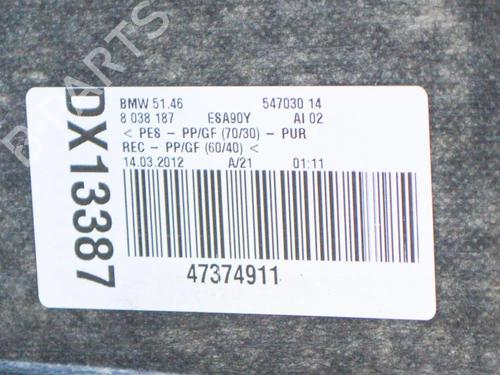 BMW 51.46 547030 14
8 038 187 ESA90Y AI 02
< PES - PP/GF (70/30) - PUR
REC - PP/GF (60/40) <
14.03.2012 A/21 01:11
47374911
DX13387